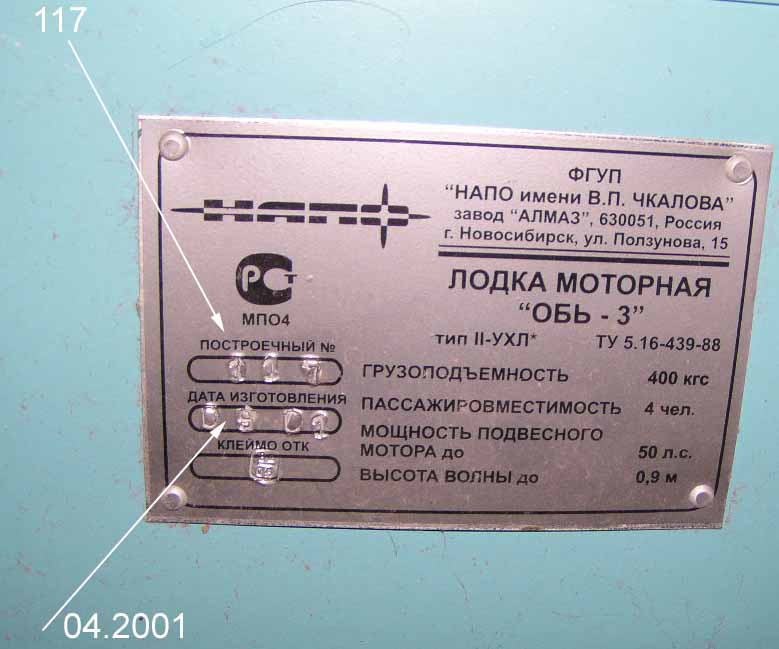 117
НАПО
РСТ
МПО4
ПОСТРОЕЧНЫЙ №
ДАТА ИЗГОТОВЛЕНИЯ
КЛЕЙМО ОТК
ФГУП
"НАПО имени В.П. ЧКАЛОВА"
завод "АЛМАЗ", 630051, Россия
г. Новосибирск, ул. Ползунова, 15
ЛОДКА МОТОРНАЯ
"ОБЬ - 3"
тип II-УХЛ* ТУ 5.16-439-88
ГРУЗОПОДЪЕМНОСТЬ 400 кгс
ПАССАЖИРОВМЕСТИМОСТЬ 4 чел.
МОЩНОСТЬ ПОДВЕСНОГО
МОТОРА до 50 л.с.
ВЫСОТА ВОЛНЫ до 0,9 м
04.2001